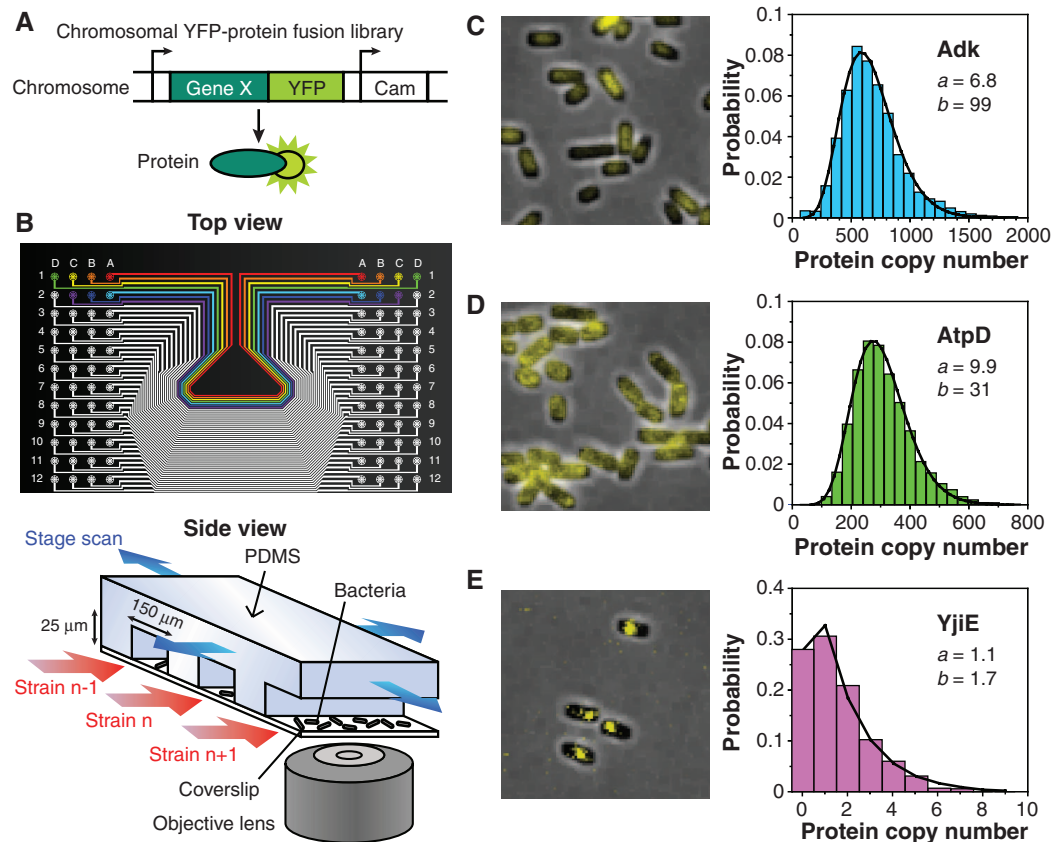 A
Chromosomal YFP-protein fusion library
Chromosome
Gene X
YFP
Cam
Protein
B
Top view
D C B A
A B C D
1 1
2 2
3 3
4 4
5 5
6 6
7 7
8 8
9 9
10 10
11 11
12 12
Side view
Stage scan
PDMS
Bacteria
150 µm
25 µm
Strain n-1
Strain n
Strain n+1
Coverslip
Objective lens
C
Probability
0.1
0.08
0.06
0.04
0.02
0
Adk
a = 6.8
b = 99
500 1000 1500 2000
Protein copy number
D
Probability
0.1
0.08
0.06
0.04
0.02
0
AtpD
a = 9.9
b = 31
0 200 400 600 800
Protein copy number
E
Probability
0.4
0.3
0.2
0.1
0
YjiE
a = 1.1
b = 1.7
0 2 4 6 8 10
Protein copy number